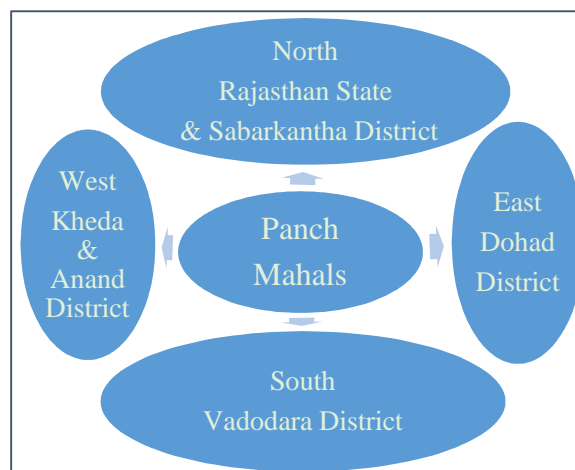 North
Rajasthan State
& Sabarkantha District
West
Kheda
&
Anand
District
Panch
Mahals
East
Dohad
District
South
Vadodara District